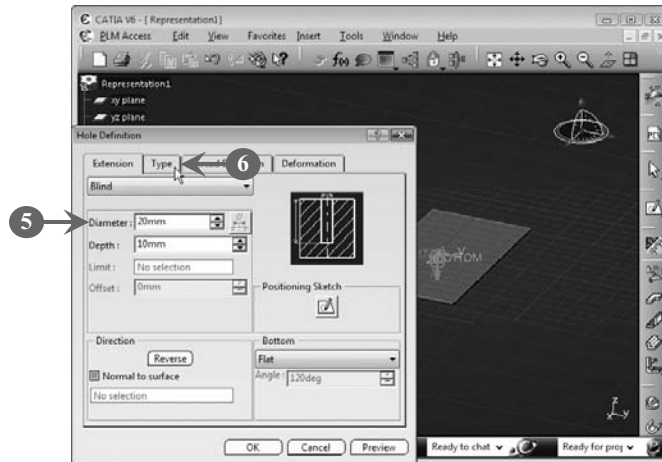 CATIA V6 - [ Representation1]
PLM Access Edit View Favorites Insert Tools Window Help
Representation1
xy plane
yz plane
Hole Definition
Extension Type Deformation
6
Blind
5
Diameter : 20mm
Depth : 10mm
Limit : No selection
Offset : 0mm
Positioning Sketch
Direction
Reverse
Normal to surface
No selection
Bottom
Flat
Angle : 120deg
OK Cancel Preview
Ready to chat
Ready for proj
z
y